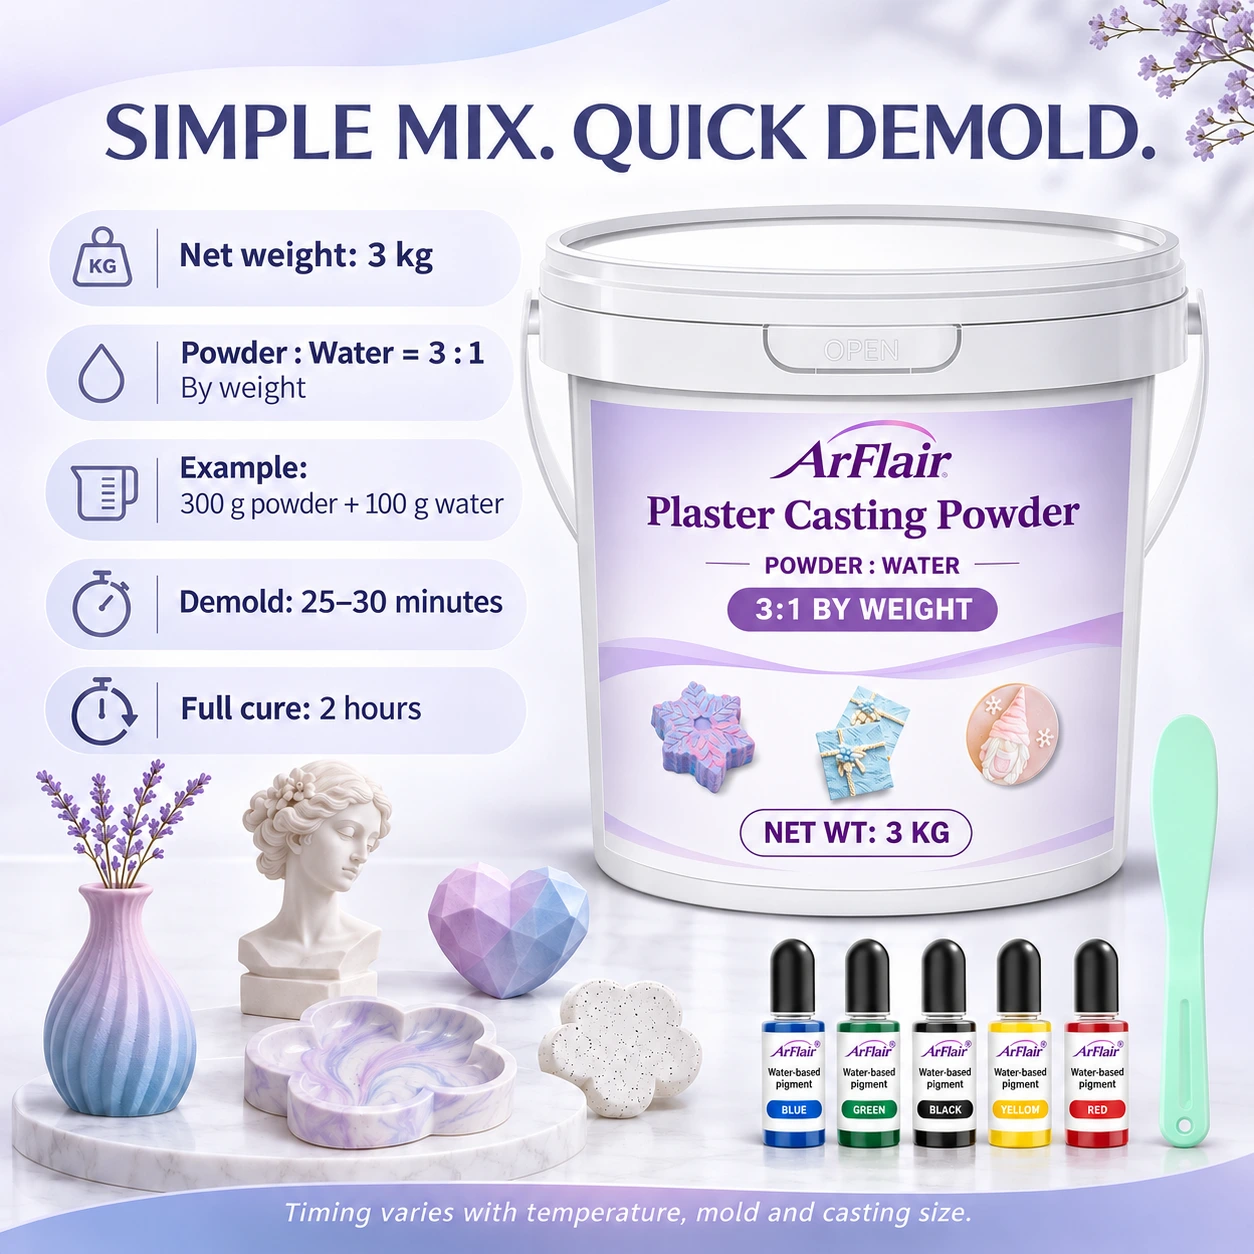 SIMPLE MIX. QUICK DEMOLD.
KG
Net weight: 3 kg
Powder : Water = 3 : 1
By weight
Example:
300 g powder + 100 g water
Demold: 25–30 minutes
Full cure: 2 hours
OPEN
ArFlair®
Plaster Casting Powder
POWDER : WATER
3:1 BY WEIGHT
NET WT: 3 KG
ArFlair®
Water-based
pigment
BLUE
ArFlair®
Water-based
pigment
GREEN
ArFlair®
Water-based
pigment
BLACK
ArFlair®
Water-based
pigment
YELLOW
ArFlair®
Water-based
pigment
RED
Timing varies with temperature, mold and casting size.